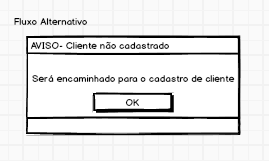 Fluxo Alternativo
AVISO- Cliente não cadastrado
Será encaminhado para o cadastro de cliente
OK